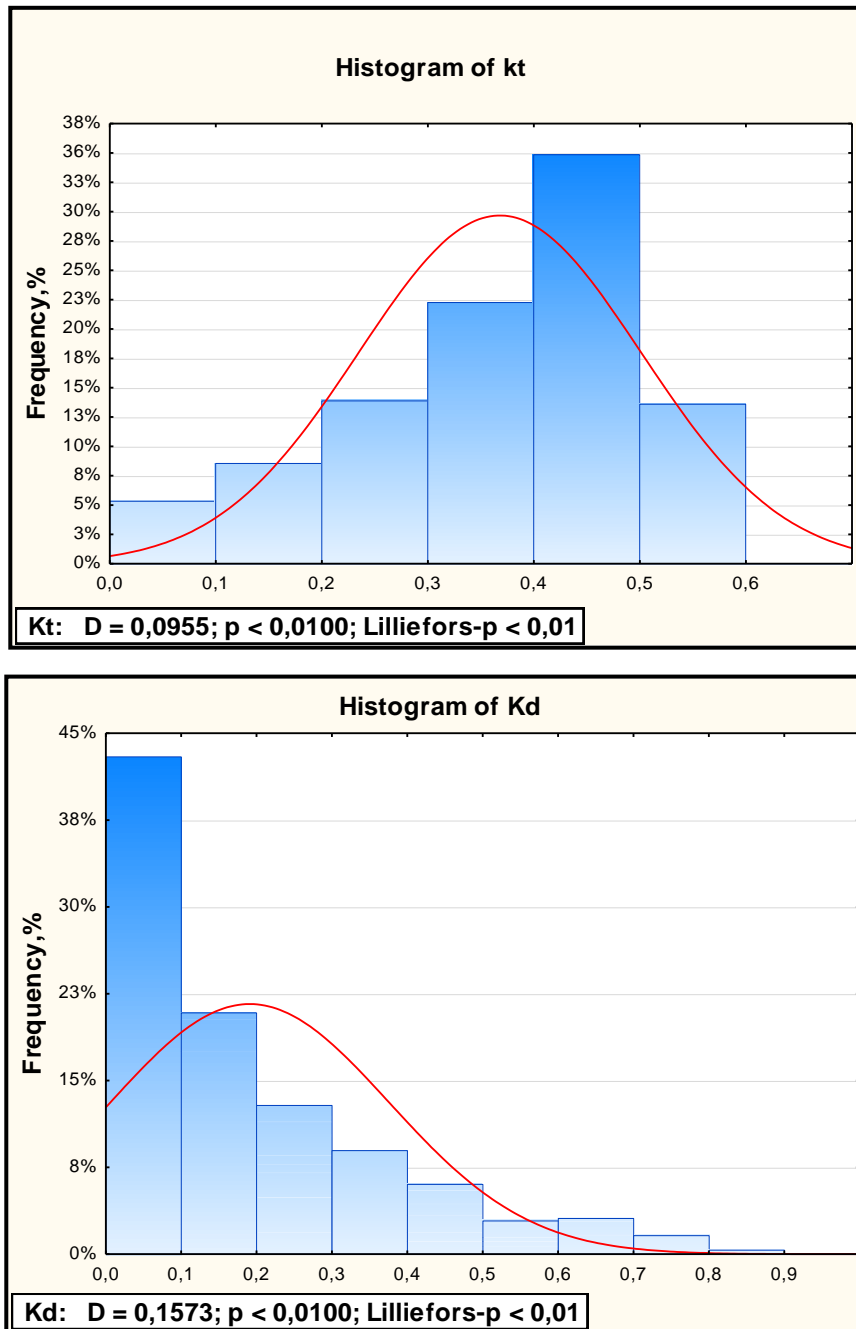 Histogram of kt
Frequency,%
38%
36%
33%
30%
28%
25%
23%
20%
18%
15%
13%
10%
8%
5%
3%
0%
0,0 0,1 0,2 0,3 0,4 0,5 0,6
Kt: D = 0,0955; p < 0,0100; Lilliefors-p < 0,01
Histogram of Kd
Frequency,%
45%
38%
30%
23%
15%
8%
0%
0,0 0,1 0,2 0,3 0,4 0,5 0,6 0,7 0,8 0,9
Kd: D = 0,1573; p < 0,0100; Lilliefors-p < 0,01